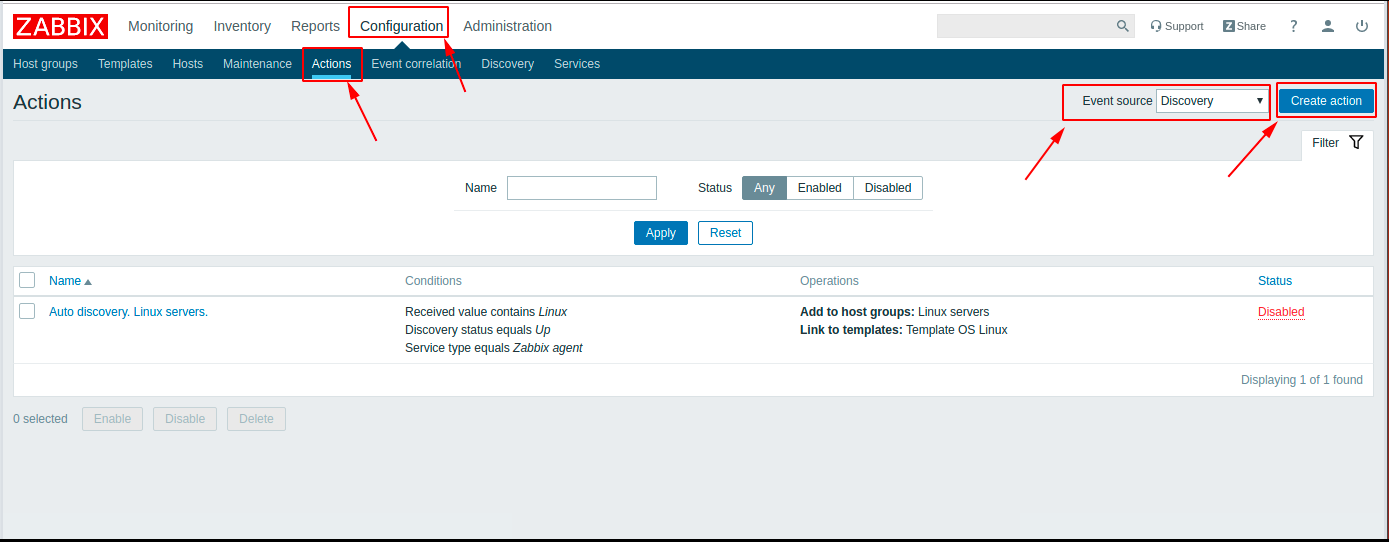 ZABBIX Monitoring Inventory Reports Configuration Administration Support Z Share ?
Host groups Templates Hosts Maintenance Actions Event correlation Discovery Services
Actions Event source Discovery Create action
Filter
Name Status Any Enabled Disabled
Apply Reset
Name Conditions Operations Status
Auto discovery. Linux servers. Received value contains Linux Add to host groups: Linux servers Disabled
Discovery status equals Up Link to templates: Template OS Linux
Service type equals Zabbix agent
Displaying 1 of 1 found
0 selected Enable Disable Delete